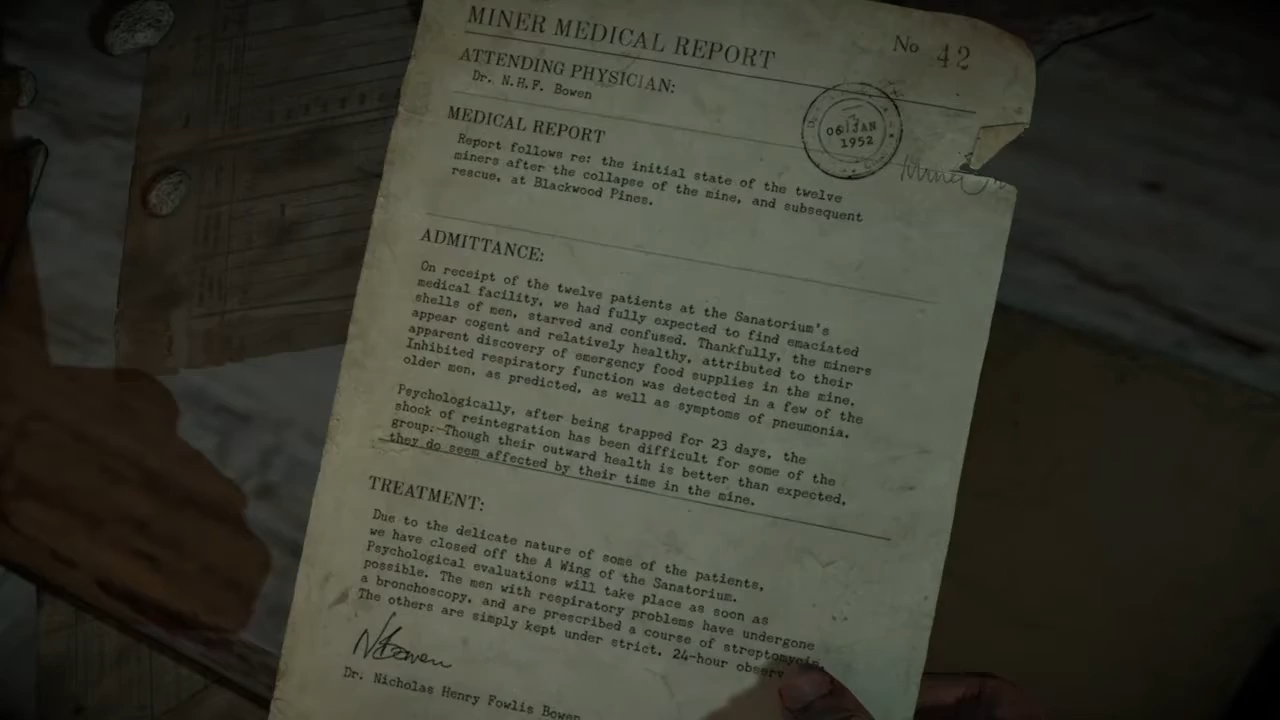 MINER MEDICAL REPORT
No 42
ATTENDING PHYSICIAN:
Dr. N.H.F. Bowen
06 JAN
1952
MEDICAL REPORT
Report follows re: the initial state of the twelve
miners after the collapse of the mine, and subsequent
rescue, at Blackwood Pines.
ADMITTANCE:
On receipt of the twelve patients at the Sanatorium's
medical facility, we had fully expected to find emaciated
shells of men, starved and confused. Thankfully, the miners
appear cogent and relatively healthy, attributed to their
apparent discovery of emergency food supplies in the mine.
Inhibited respiratory function was detected in a few of the
older men, as predicted, as well as symptoms of pneumonia.
Psychologically, after being trapped for 23 days, the
shock of reintegration has been difficult for some of the
group. Though their outward health is better than expected,
they do seem affected by their time in the mine.
TREATMENT:
Due to the delicate nature of some of the patients,
we have closed off the A Wing of the Sanatorium.
Psychological evaluations will take place as soon as
possible. The men with respiratory problems have undergone
a bronchoscopy, and are prescribed a course of streptomycin.
The others are simply kept under strict, 24-hour observ
NBowen
Dr. Nicholas Henry Fowlis Bowen